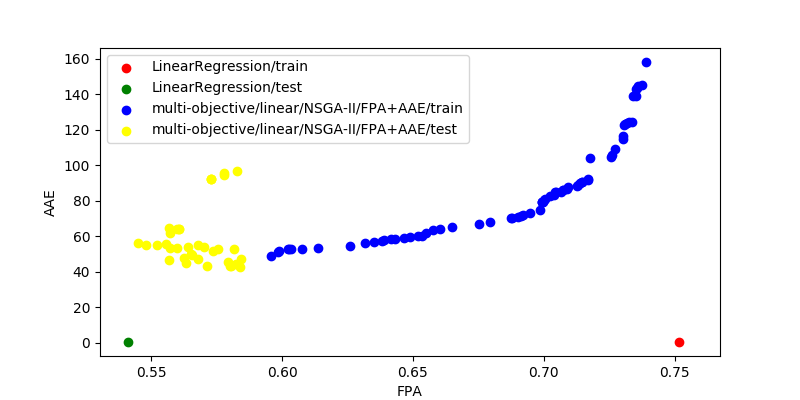 LinearRegression/train
LinearRegression/test
multi-objective/linear/NSGA-II/FPA+AAE/train
multi-objective/linear/NSGA-II/FPA+AAE/test
160
140
120
100
80
60
40
20
0
AAE
0.55 0.60 0.65 0.70 0.75
FPA